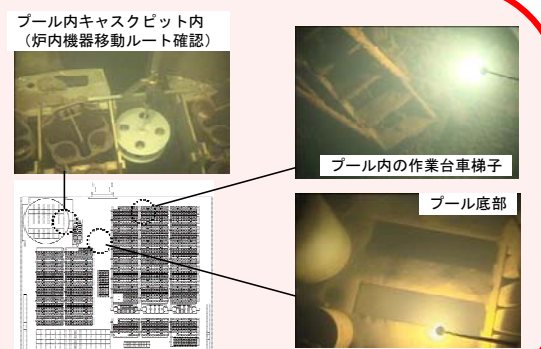 プール内キャスクピット内
（炉内機器移動ルート確認）
プール内の作業台車梯子
プール底部